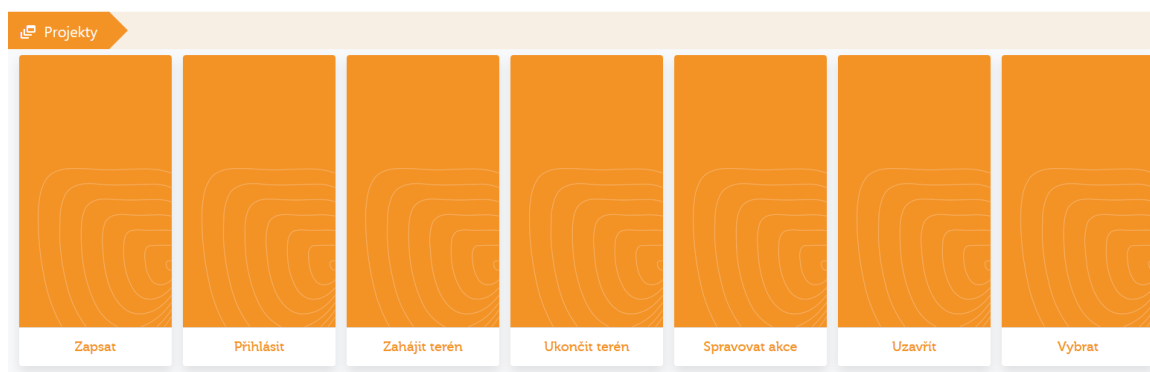 Projekty
Zapsat
Přihlásit
Zahájit terén
Ukončit terén
Spravovat akce
Uzavřít
Vybrat